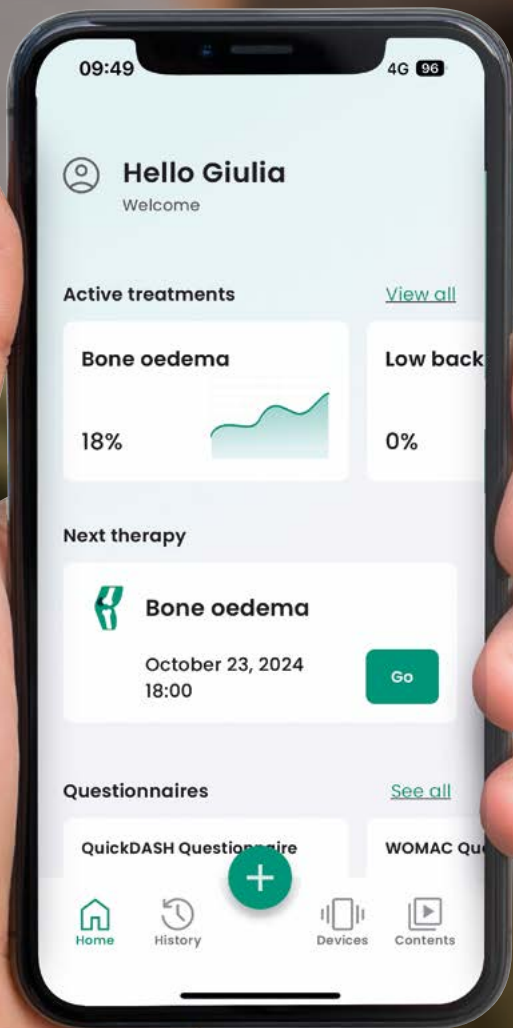 09:49
4G 96
Hello Giulia
Welcome
Active treatments
View all
Bone oedema
Low back
18%
0%
Next therapy
Bone oedema
October 23, 2024
18:00
Go
Questionnaires
See all
QuickDASH Questionnaire
WOMAC Qu
Home
History
Devices
Contents